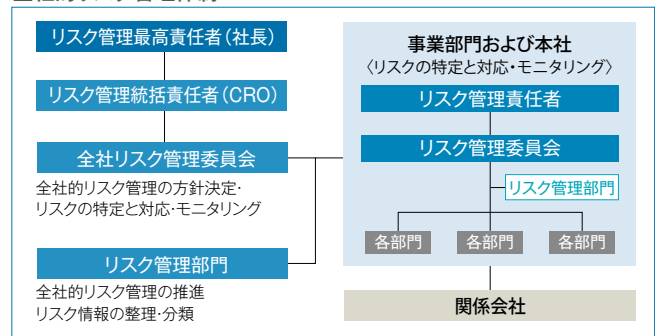 リスク管理最高責任者（社長）
リスク管理統括責任者（CRO）
全社リスク管理委員会
全社的リスク管理の方針決定・
リスクの特定と対応・モニタリング
リスク管理部門
全社的リスク管理の推進
リスク情報の整理・分類
事業部門および本社
〈リスクの特定と対応・モニタリング〉
リスク管理責任者
リスク管理委員会
リスク管理部門
各部門 各部門 各部門
関係会社